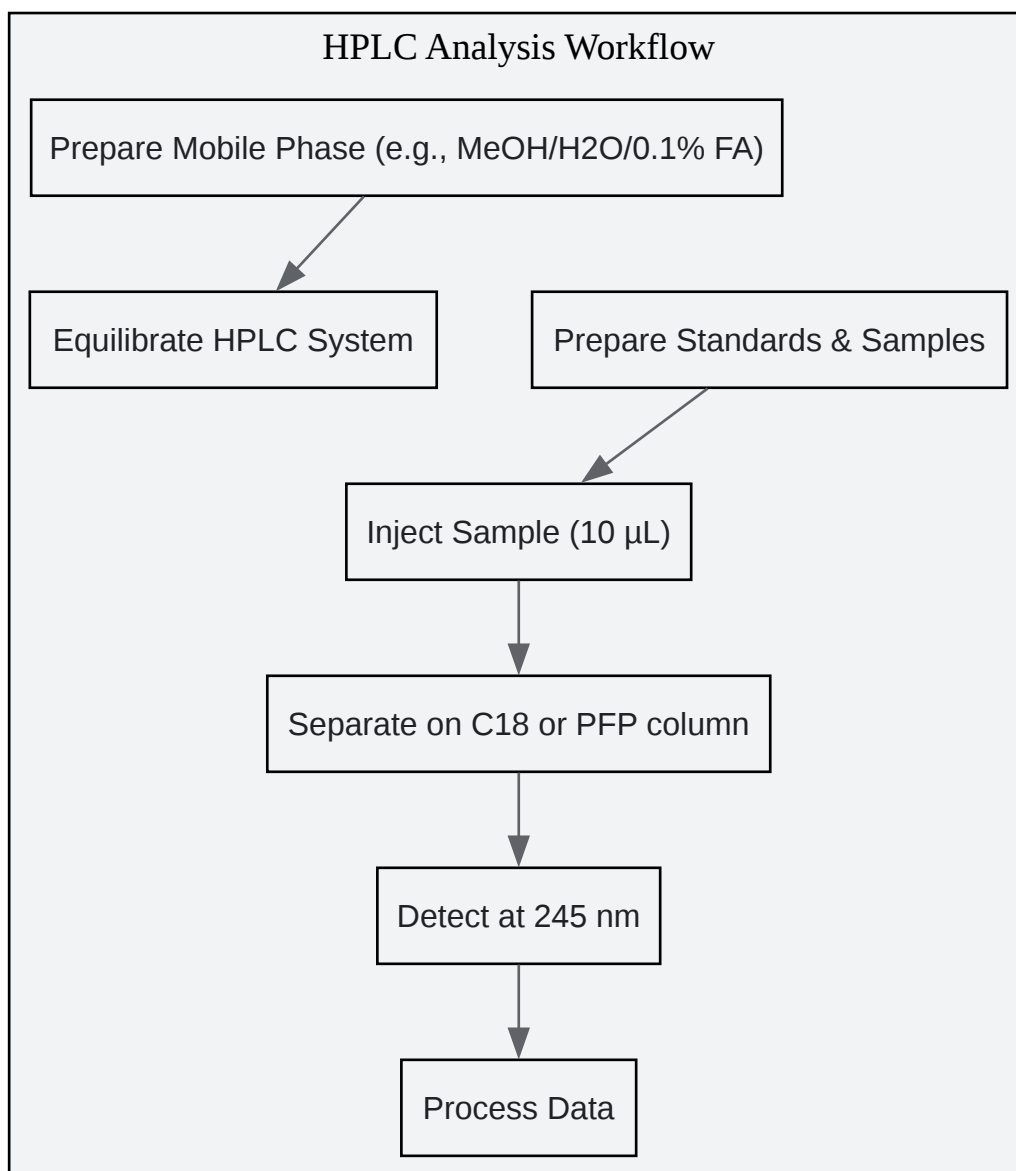 HPLC Analysis Workflow
Prepare Mobile Phase (e.g., MeOH/H2O/0.1% FA)
Equilibrate HPLC System
Prepare Standards & Samples
Inject Sample (10 µL)
Separate on C18 or PFP column
Detect at 245 nm
Process Data